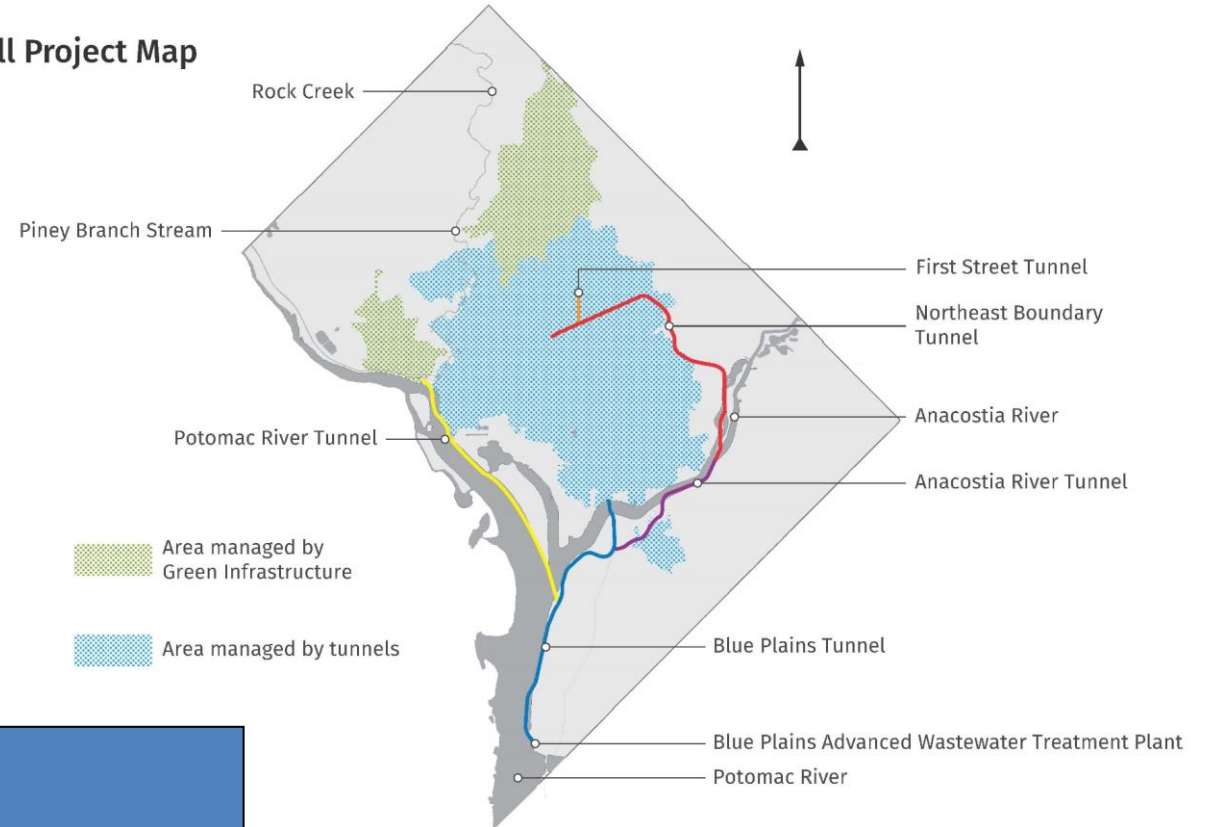 Project Map
Rock Creek
Piney Branch Stream
First Street Tunnel
Northeast Boundary
Tunnel
Anacostia River
Potomac River Tunnel
Anacostia River Tunnel
Area managed by
Green Infrastructure
Area managed by tunnels
Blue Plains Tunnel
Blue Plains Advanced Wastewater Treatment Plant
Potomac River